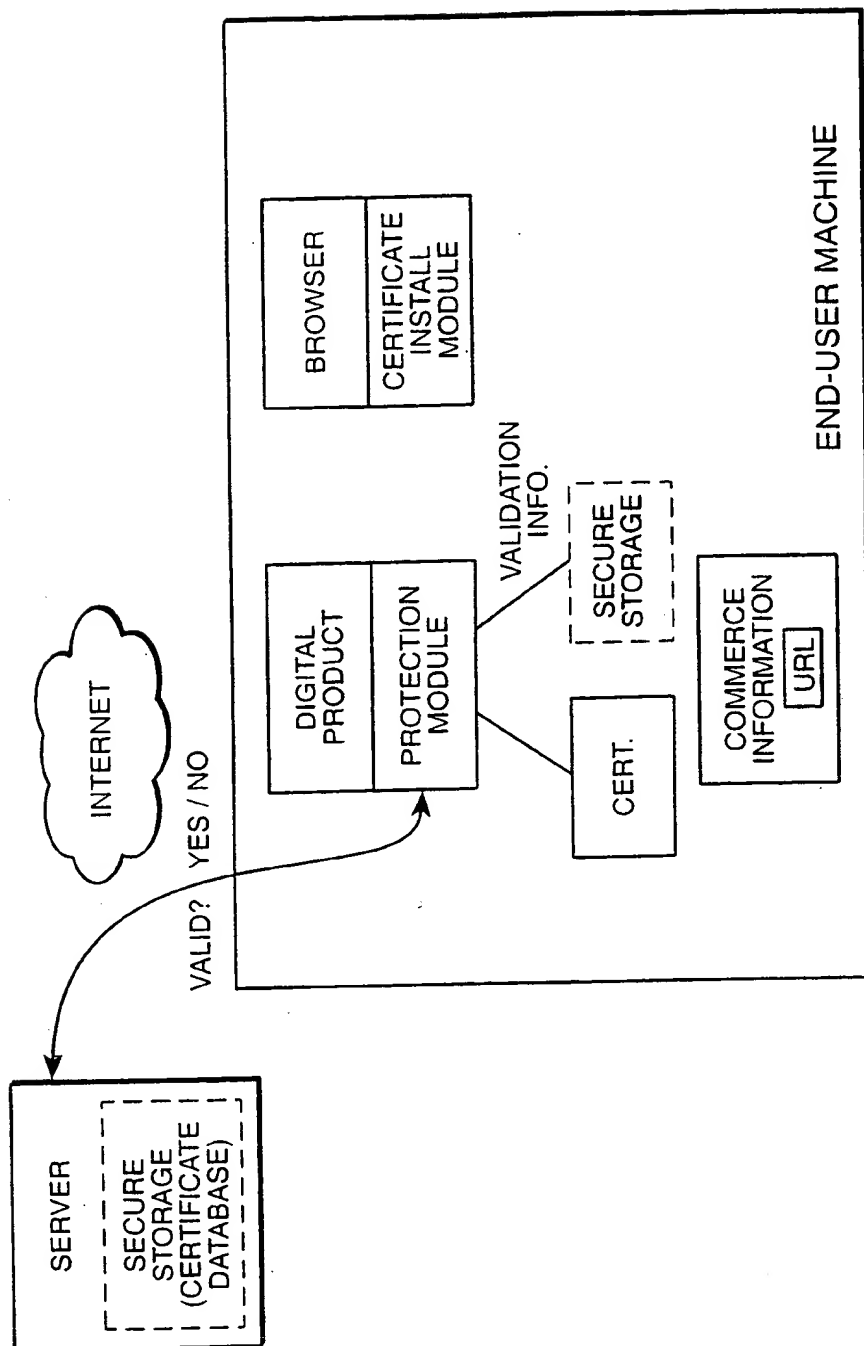 SERVER
SECURE
STORAGE
(CERTIFICATE
DATABASE)
INTERNET
VALID? YES / NO
DIGITAL
PRODUCT
PROTECTION
MODULE
BROWSER
CERTIFICATE
INSTALL
MODULE
VALIDATION
INFO.
CERT.
SECURE
STORAGE
COMMERCE
INFORMATION
URL
END-USER MACHINE